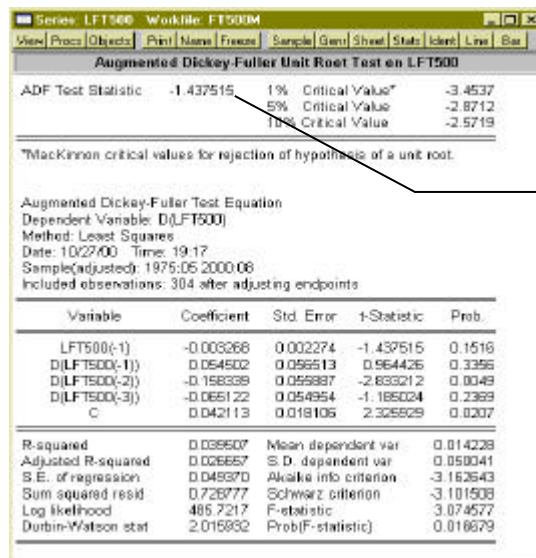 Series: LFT500 Workfile: FT500M
View Procs Objects Print Name Freeze Sample Genr Sheet Stats Ident Line Bar
Augmented Dickey-Fuller Unit Root Test on LFT500
ADF Test Statistic -1.437515 1% Critical Value* -3.4537
5% Critical Value -2.8712
10% Critical Value -2.5719
*MacKinnon critical values for rejection of hypothesis of a unit root.
Augmented Dickey-Fuller Test Equation
Dependent Variable: D(LFT500)
Method: Least Squares
Date: 10/27/00 Time: 19:17
Sample(adjusted): 1975:05 2000:08
Included observations: 304 after adjusting endpoints
Variable Coefficient Std. Error t-Statistic Prob.
LFT500(-1) -0.003268 0.002274 -1.437515 0.1516
D(LFT500(-1)) 0.054502 0.056513 0.964426 0.3356
D(LFT500(-2)) -0.158339 0.055887 -2.833212 0.0049
D(LFT500(-3)) -0.065122 0.054954 -1.185024 0.2369
C 0.042113 0.018106 2.325929 0.0207
R-squared 0.039507 Mean dependent var 0.014228
Adjusted R-squared 0.026657 S.D. dependent var 0.050041
S.E. of regression 0.049370 Akaike info criterion -3.162643
Sum squared resid 0.728777 Schwarz criterion -3.101508
Log likelihood 485.7217 F-statistic 3.074577
Durbin-Watson stat 2.015932 Prob(F-statistic) 0.016679